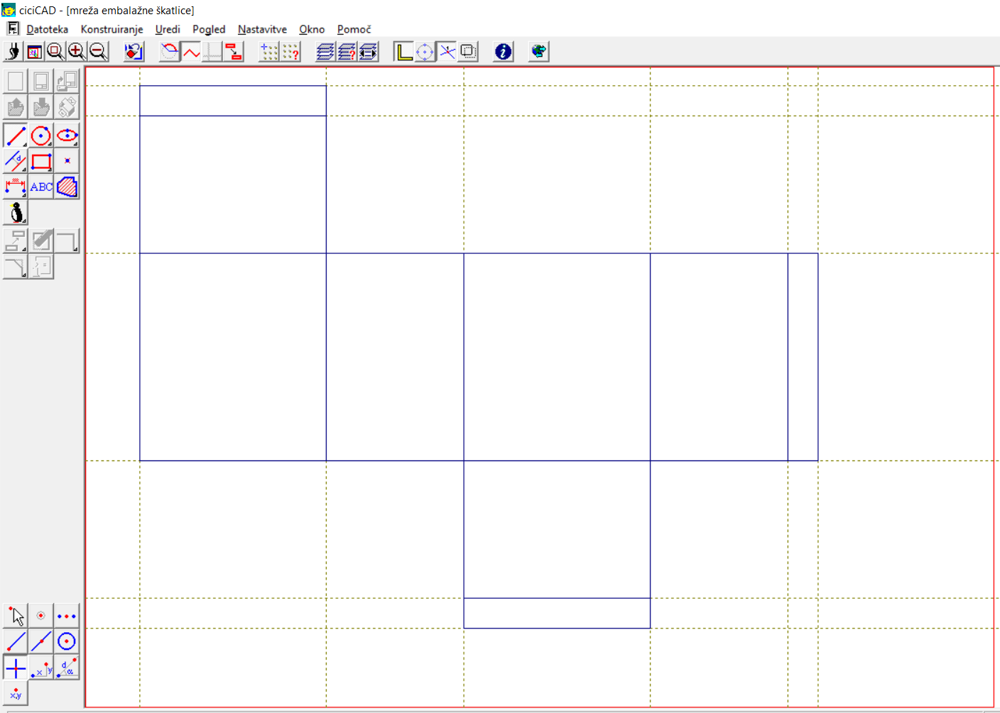 ciciCAD - [mreža embalažne škatlice]
Datoteka Konstruiranje Uredi Pogled Nastavitve Okno Pomoč
d
ABC
x y
d
α
x,y